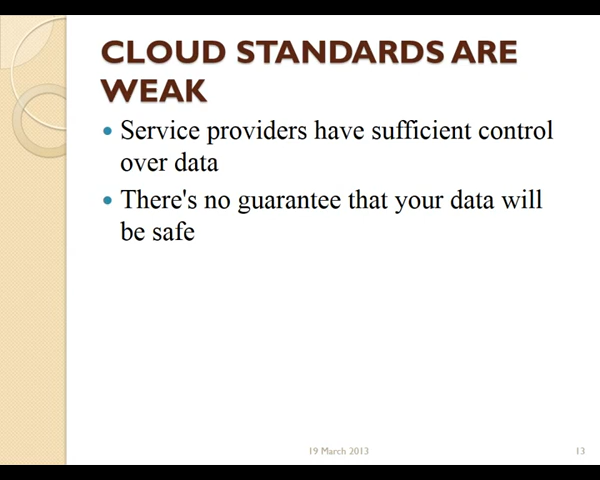 CLOUD STANDARDS ARE
WEAK
• Service providers have sufficient control
over data
• There's no guarantee that your data will
be safe
19 March 2013
13